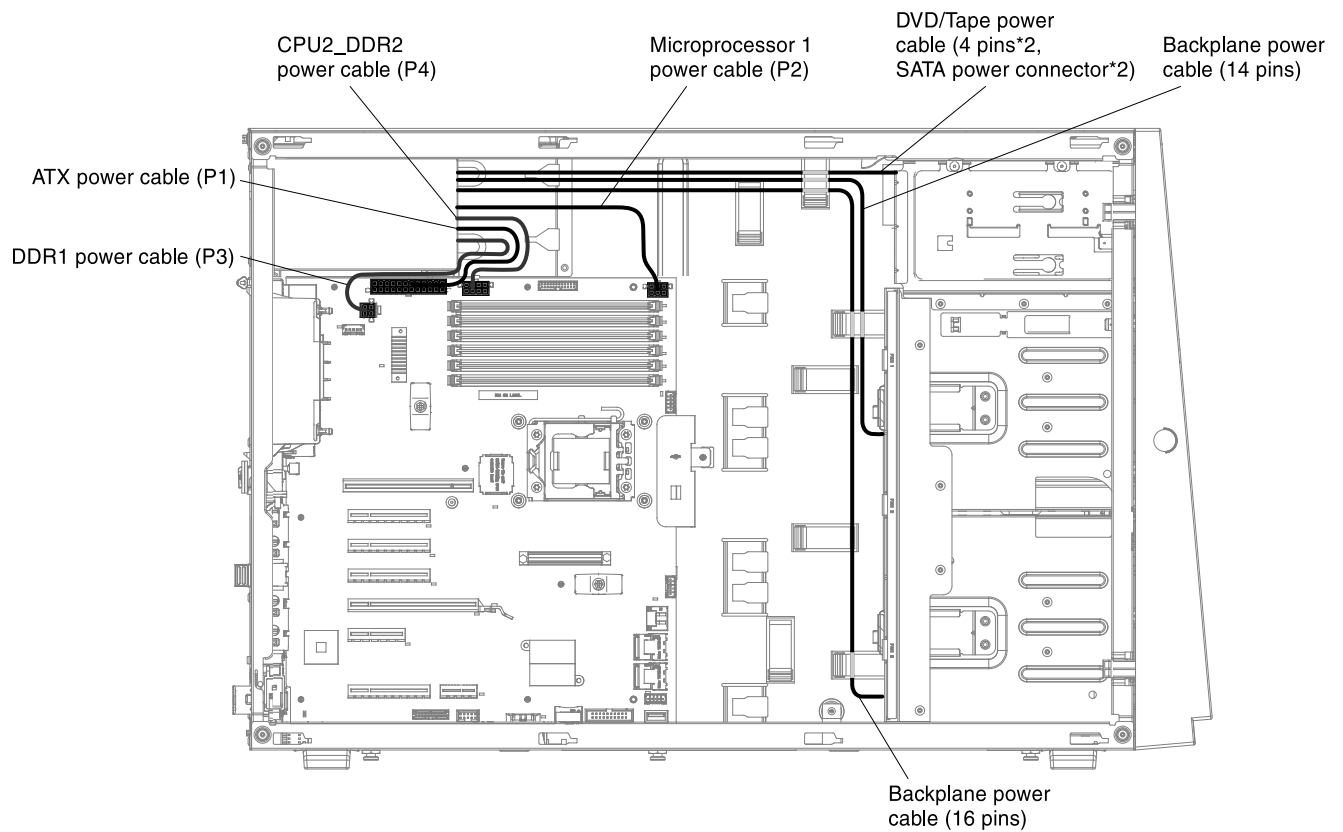 CPU2_DDR2
power cable (P4)
Microprocessor 1
power cable (P2)
DVD/Tape power
cable (4 pins*2,
SATA power connector*2)
Backplane power
cable (14 pins)
ATX power cable (P1)
DDR1 power cable (P3)
Backplane power
cable (16 pins)